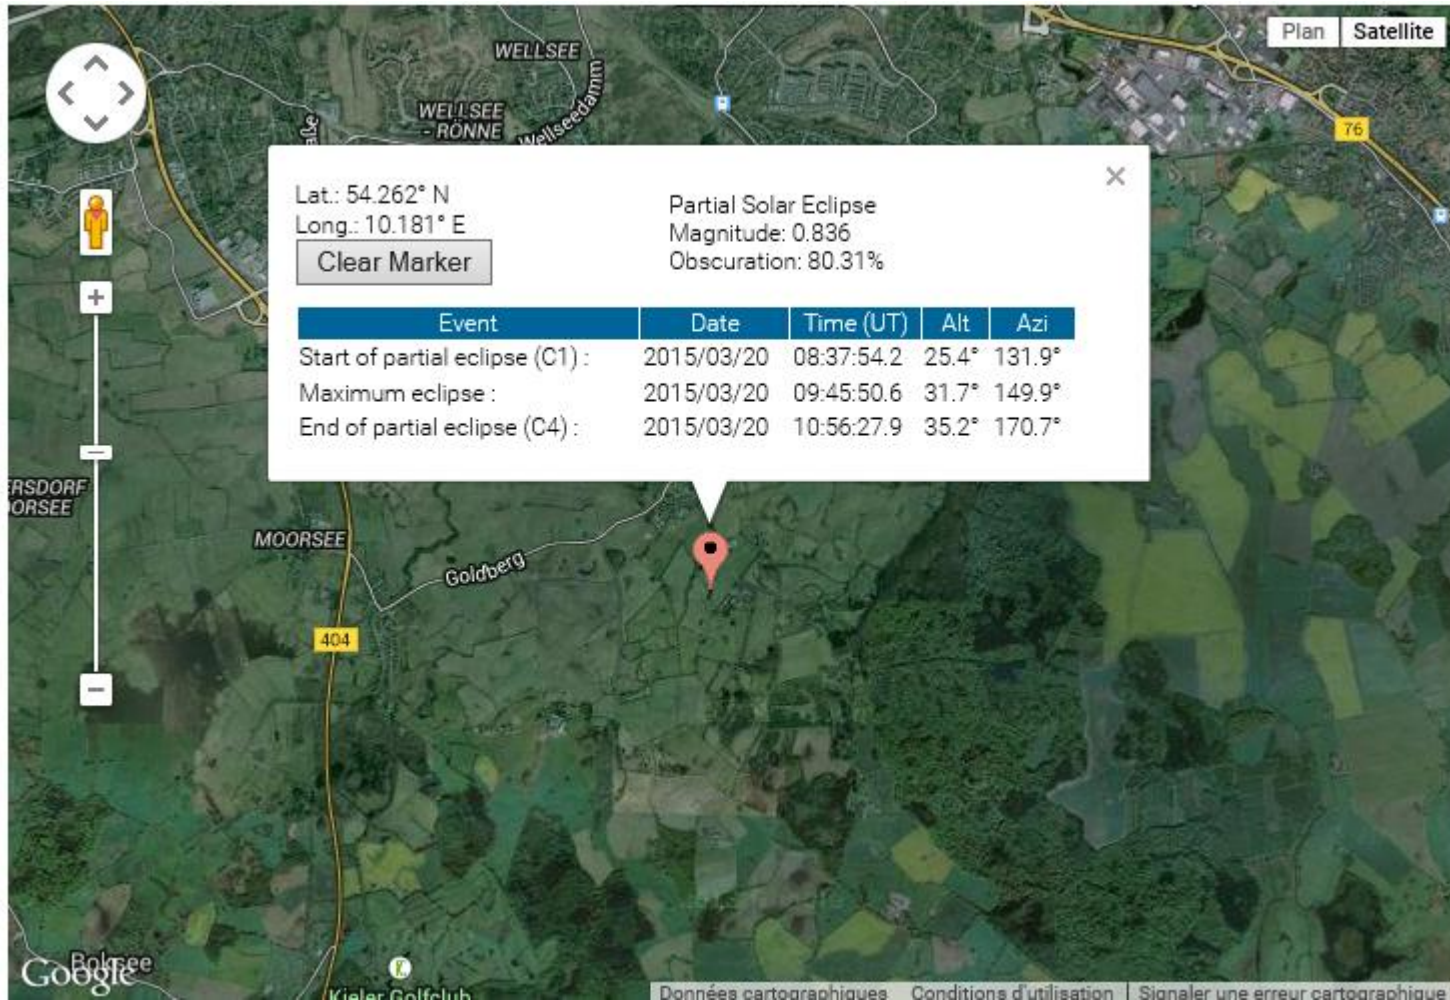 Plan Satellite
WELLSEE
WELLSEE
- RÖNNE
Wellseedamm
aße
76
Lat.: 54.262° N
Long.: 10.181° E
Clear Marker
Partial Solar Eclipse
Magnitude: 0.836
Obscuration: 80.31%
Event Date Time (UT) Alt Azi
Start of partial eclipse (C1) : 2015/03/20 08:37:54.2 25.4° 131.9°
Maximum eclipse : 2015/03/20 09:45:50.6 31.7° 149.9°
End of partial eclipse (C4) : 2015/03/20 10:56:27.9 35.2° 170.7°
ERSDORF
OORSEE
MOORSEE
Goldberg
404
Boksee
Google
Kieler Golfclub
Données cartographiques Conditions d'utilisation Signaler une erreur cartographique